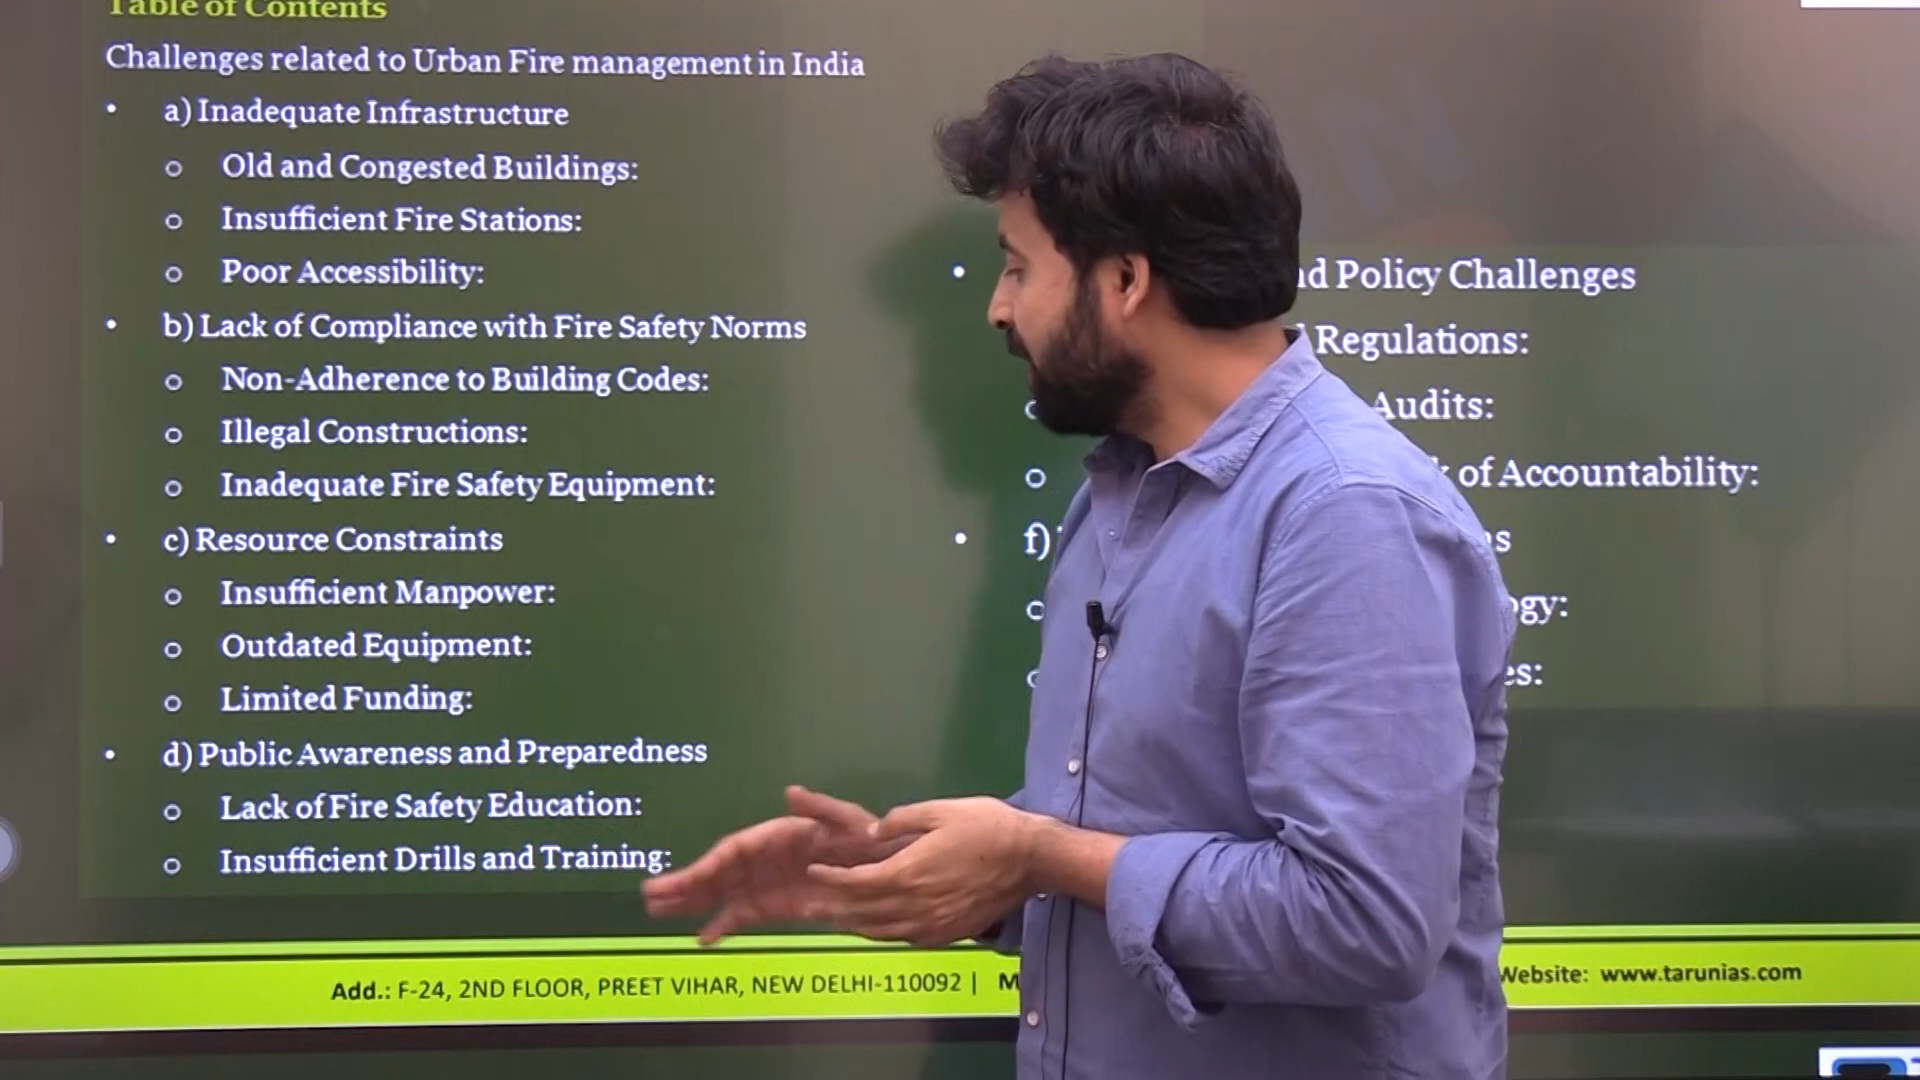 Table of Contents
Challenges related to Urban Fire management in India
• a) Inadequate Infrastructure
o Old and Congested Buildings:
o Insufficient Fire Stations:
o Poor Accessibility:
• b) Lack of Compliance with Fire Safety Norms
o Non-Adherence to Building Codes:
o Illegal Constructions:
o Inadequate Fire Safety Equipment:
• c) Resource Constraints
o Insufficient Manpower:
o Outdated Equipment:
o Limited Funding:
• d) Public Awareness and Preparedness
o Lack of Fire Safety Education:
o Insufficient Drills and Training:
• Policy Challenges
Regulations:
o Audits:
o of Accountability:
• f)
Add.: F-24, 2ND FLOOR, PREET VIHAR, NEW DELHI-110092 |
Website: www.tarunias.com